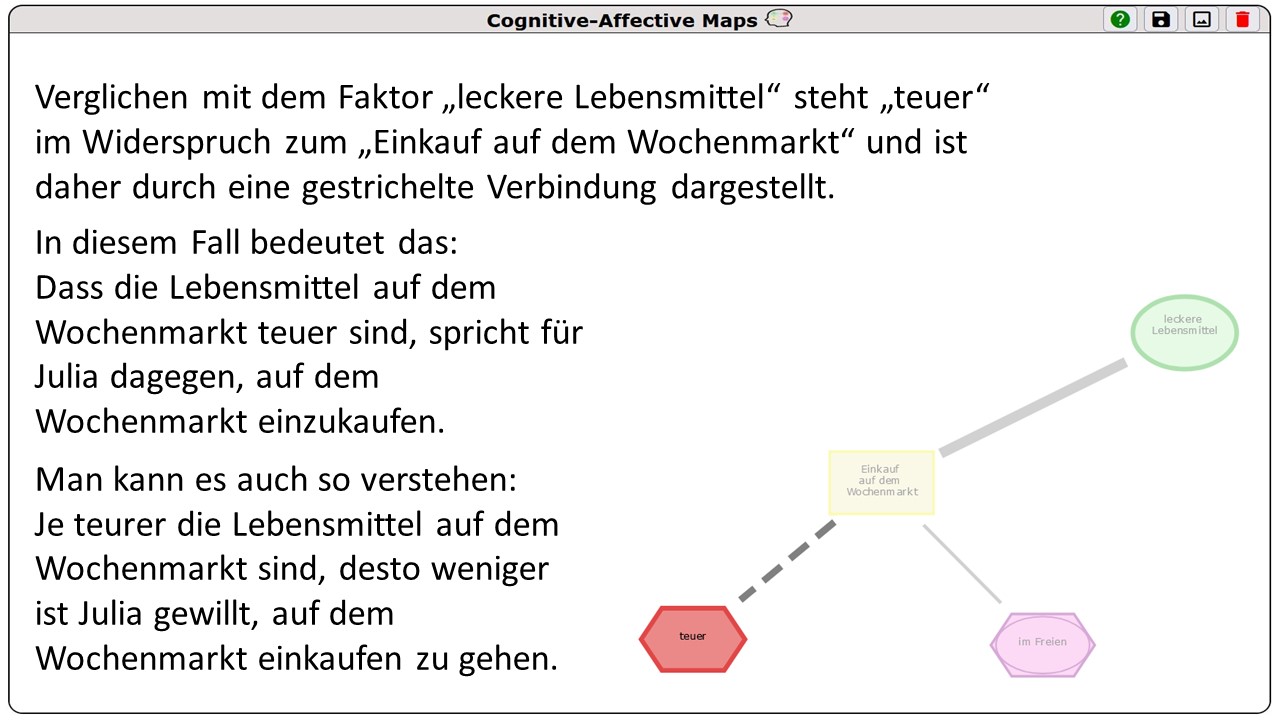 Cognitive-Affective Maps
Verglichen mit dem Faktor „leckere Lebensmittel“ steht „teuer“
im Widerspruch zum „Einkauf auf dem Wochenmarkt“ und ist
daher durch eine gestrichelte Verbindung dargestellt.
In diesem Fall bedeutet das:
Dass die Lebensmittel auf dem
Wochenmarkt teuer sind, spricht für
Julia dagegen, auf dem
Wochenmarkt einzukaufen.
Man kann es auch so verstehen:
Je teurer die Lebensmittel auf dem
Wochenmarkt sind, desto weniger
ist Julia gewillt, auf dem
Wochenmarkt einkaufen zu gehen.
leckere
Lebensmittel
Einkauf
auf dem
Wochenmarkt
teuer
im Freien